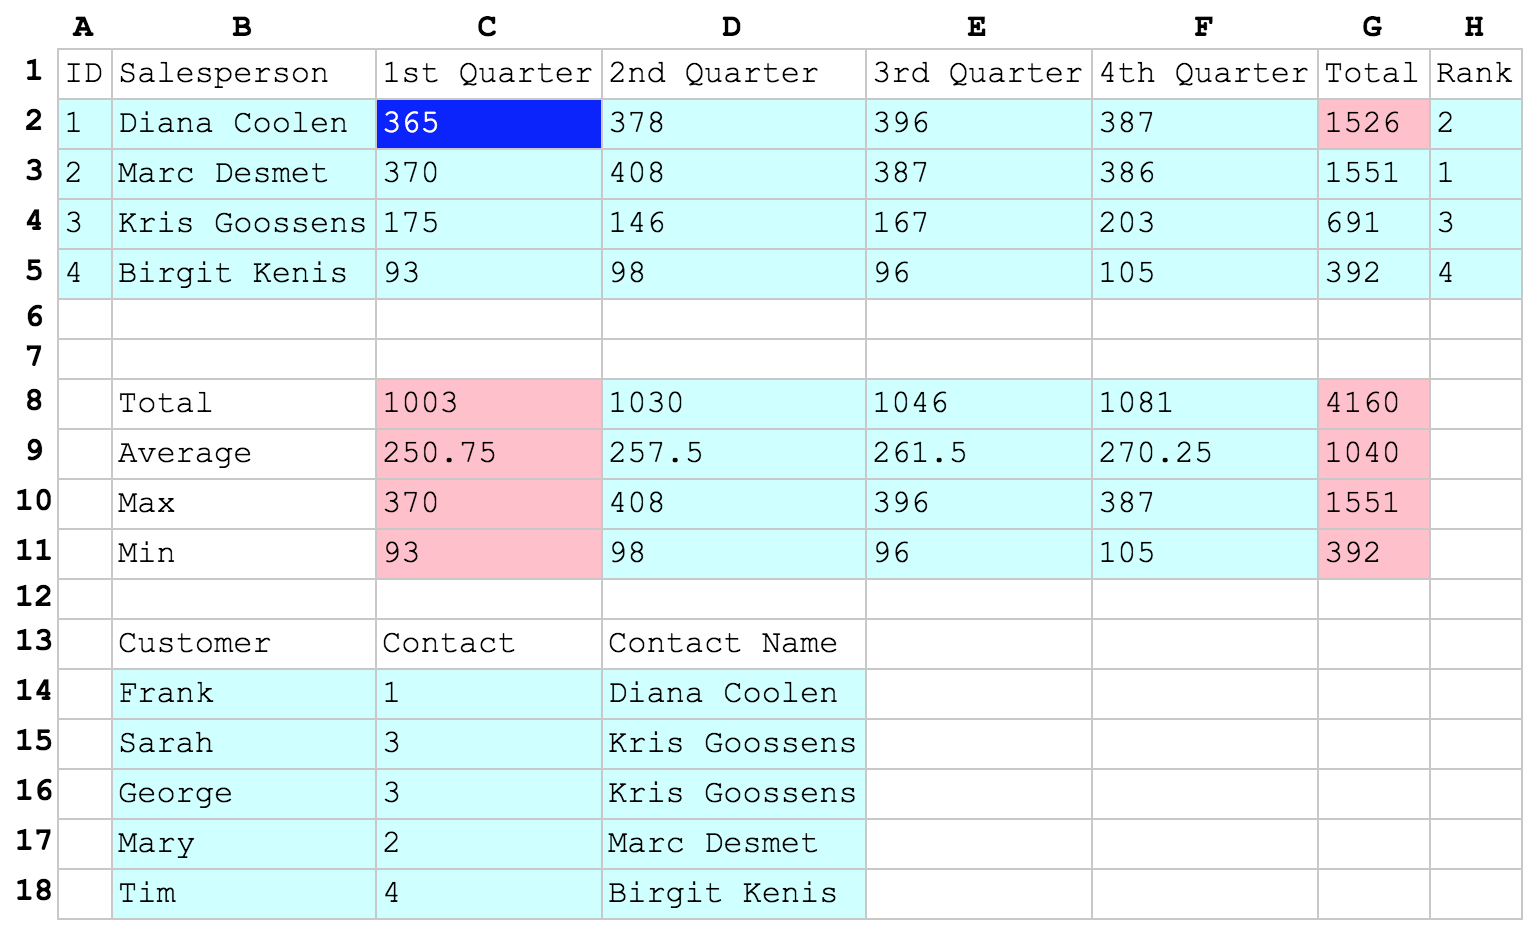 A B C D E F G H
1 ID Salesperson 1st Quarter 2nd Quarter 3rd Quarter 4th Quarter Total Rank
2 1 Diana Coolen 365 378 396 387 1526 2
3 2 Marc Desmet 370 408 387 386 1551 1
4 3 Kris Goossens 175 146 167 203 691 3
5 4 Birgit Kenis 93 98 96 105 392 4
6
7
8 Total 1003 1030 1046 1081 4160
9 Average 250.75 257.5 261.5 270.25 1040
10 Max 370 408 396 387 1551
11 Min 93 98 96 105 392
12
13 Customer Contact Contact Name
14 Frank 1 Diana Coolen
15 Sarah 3 Kris Goossens
16 George 3 Kris Goossens
17 Mary 2 Marc Desmet
18 Tim 4 Birgit Kenis